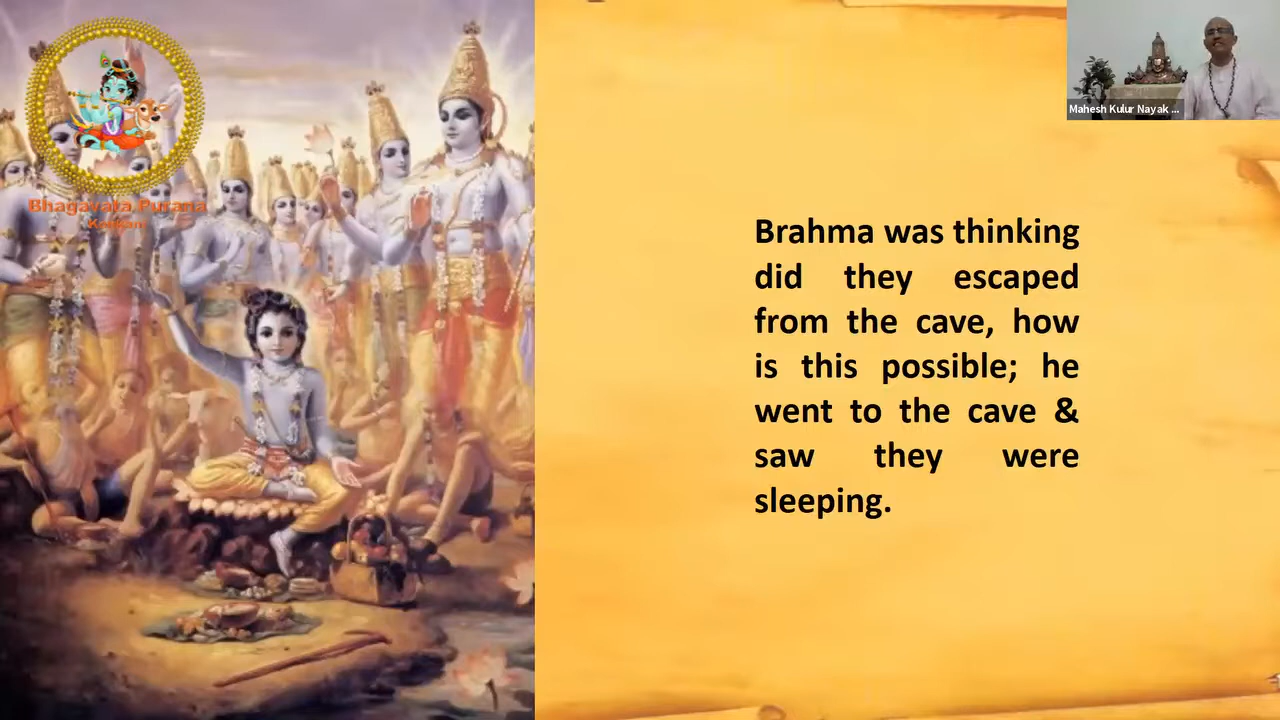 Bhagavata Purana
Mahesh Kulur Nayak ...
Brahma was thinking
did they escaped
from the cave, how
is this possible; he
went to the cave &
saw they were
sleeping.